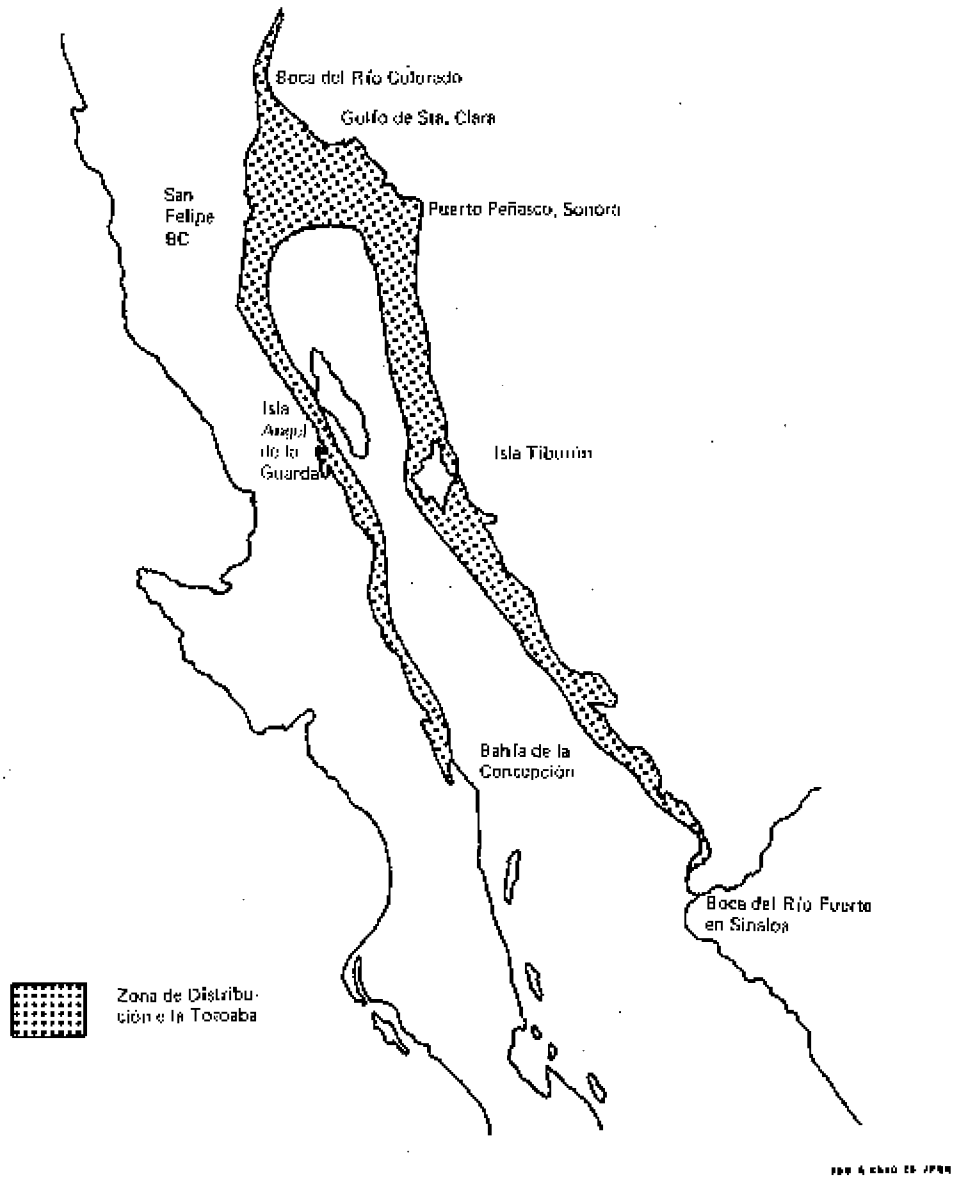 Boca del Río Colorado
Golfo de Sta. Clara
San
Felipe
BC
Puerto Peñasco, Sonora
Isla
Angel
de la
Guarda
Isla Tiburón
Bahía de la
Concepción
Boca del Río Fuerte
en Sinaloa
Zona de Distribu-
ción e la Totoaba